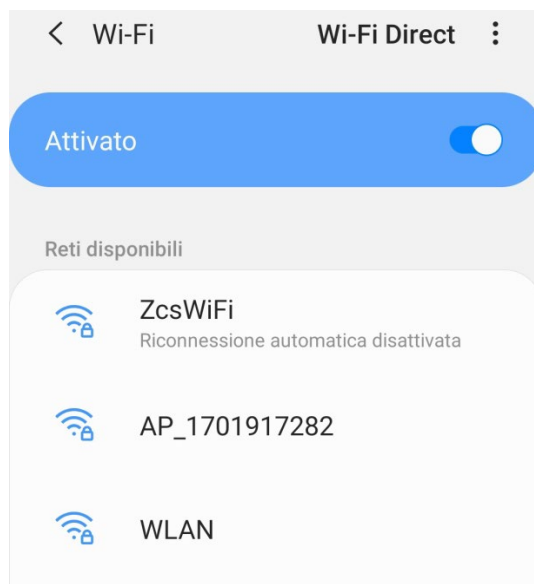 Wi-Fi Wi-Fi Direct
Attivato
Reti disponibili
ZcsWiFi
Riconnessione automatica disattivata
AP_1701917282
WLAN